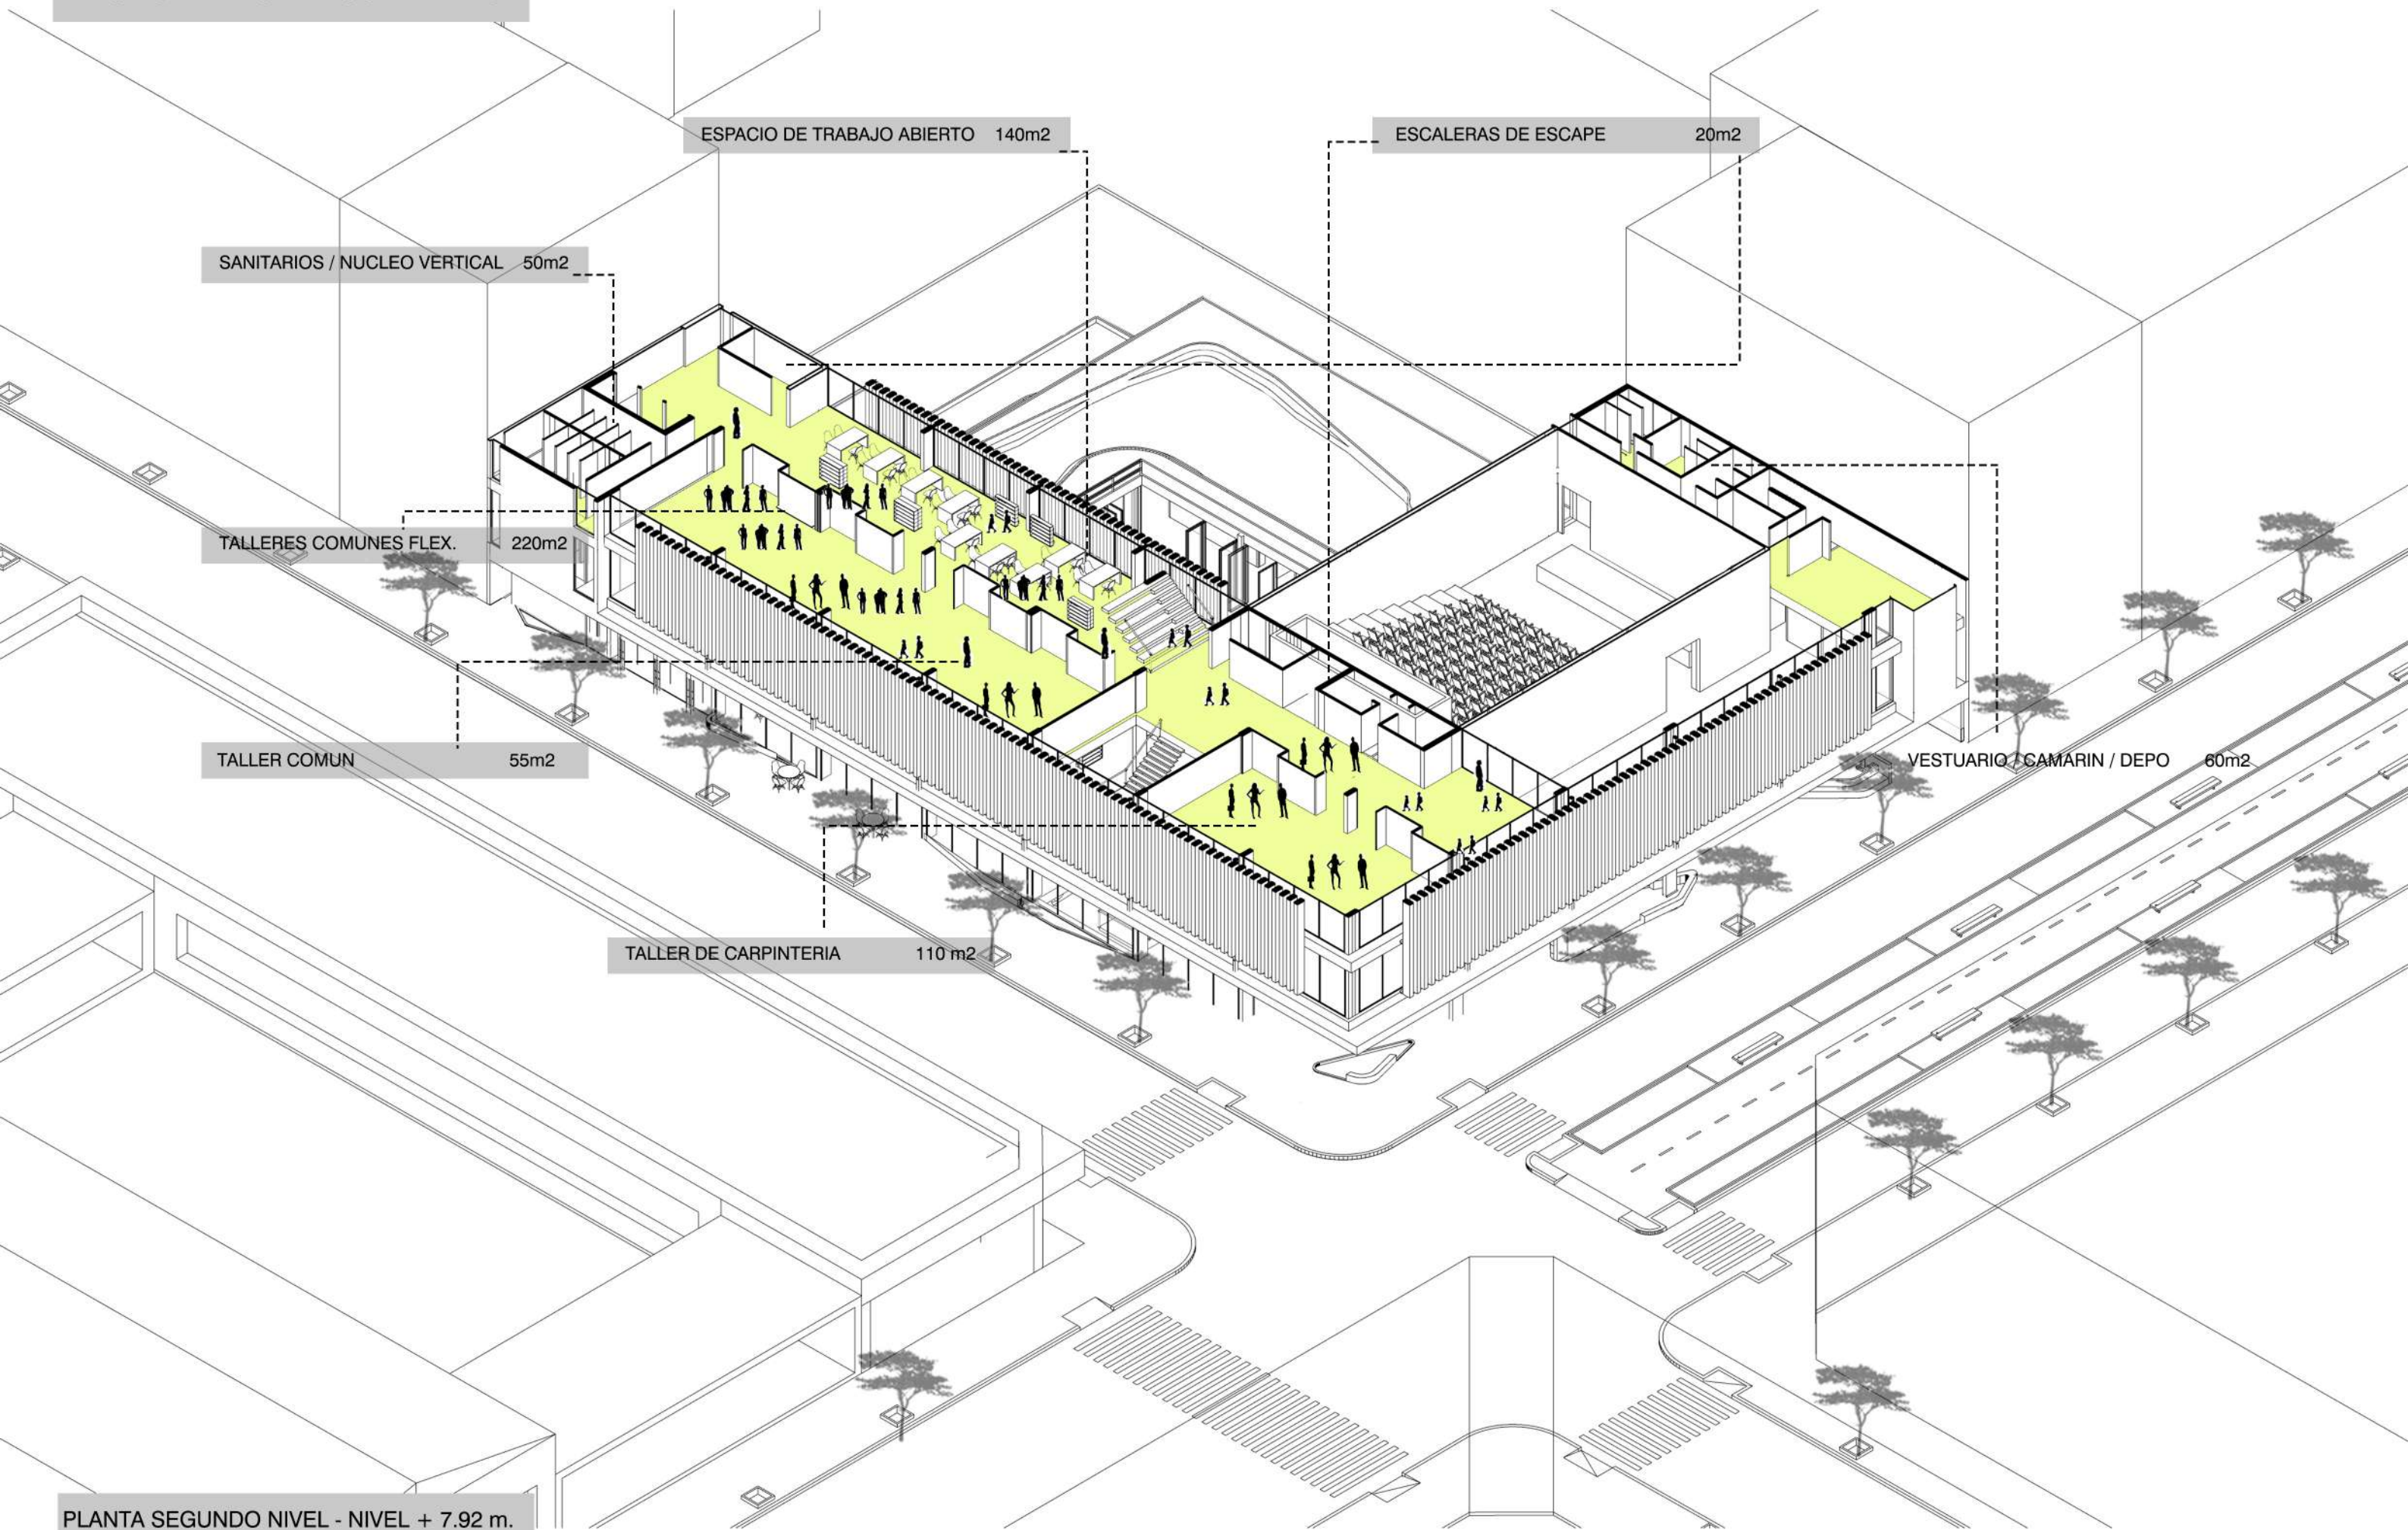 ESPACIO DE TRABAJO ABIERTO 140m2
ESCALERAS DE ESCAPE 20m2
SANITARIOS / NUCLEO VERTICAL 50m2
TALLERES COMUNES FLEX. 220m2
TALLER COMUN 55m2
VESTUARIO / CAMARIN / DEPO 60m2
TALLER DE CARPINTERIA 110 m2
PLANTA SEGUNDO NIVEL - NIVEL + 7.92 m.